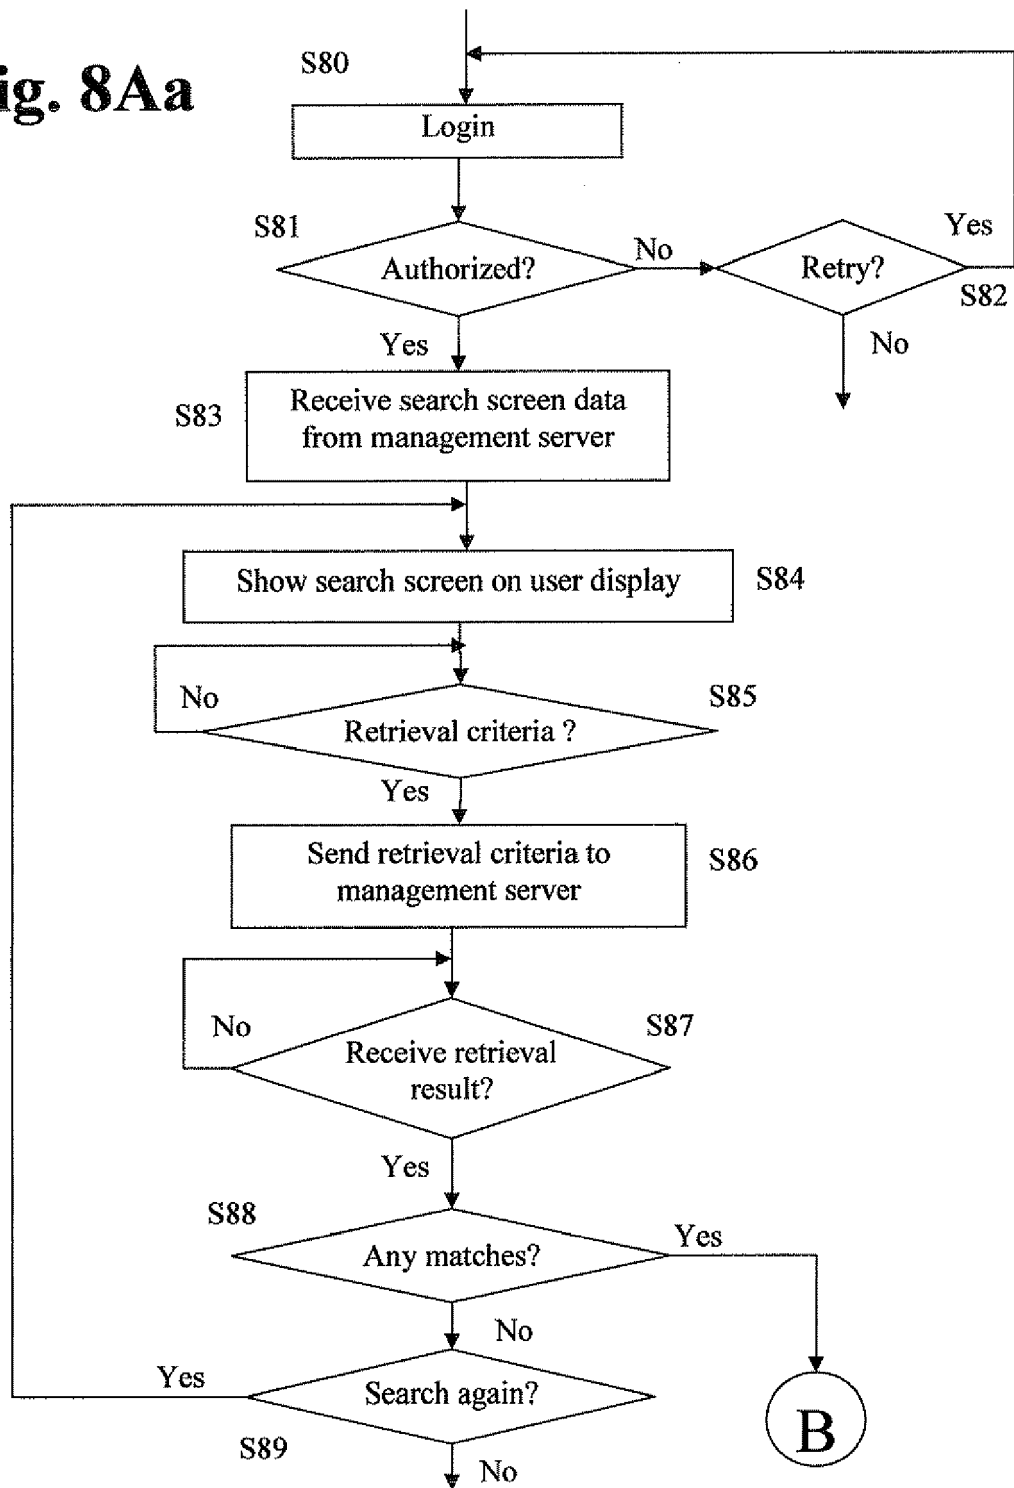 ig. 8Aa
S80
Login
S81
Authorized?
No
Retry?
Yes
S82
No
Yes
S83
Receive search screen data
from management server
Show search screen on user display
S84
No
S85
Retrieval criteria ?
Yes
Send retrieval criteria to
management server
S86
No
S87
Receive retrieval
result?
Yes
S88
Any matches?
Yes
No
Yes
Search again?
S89
No
B